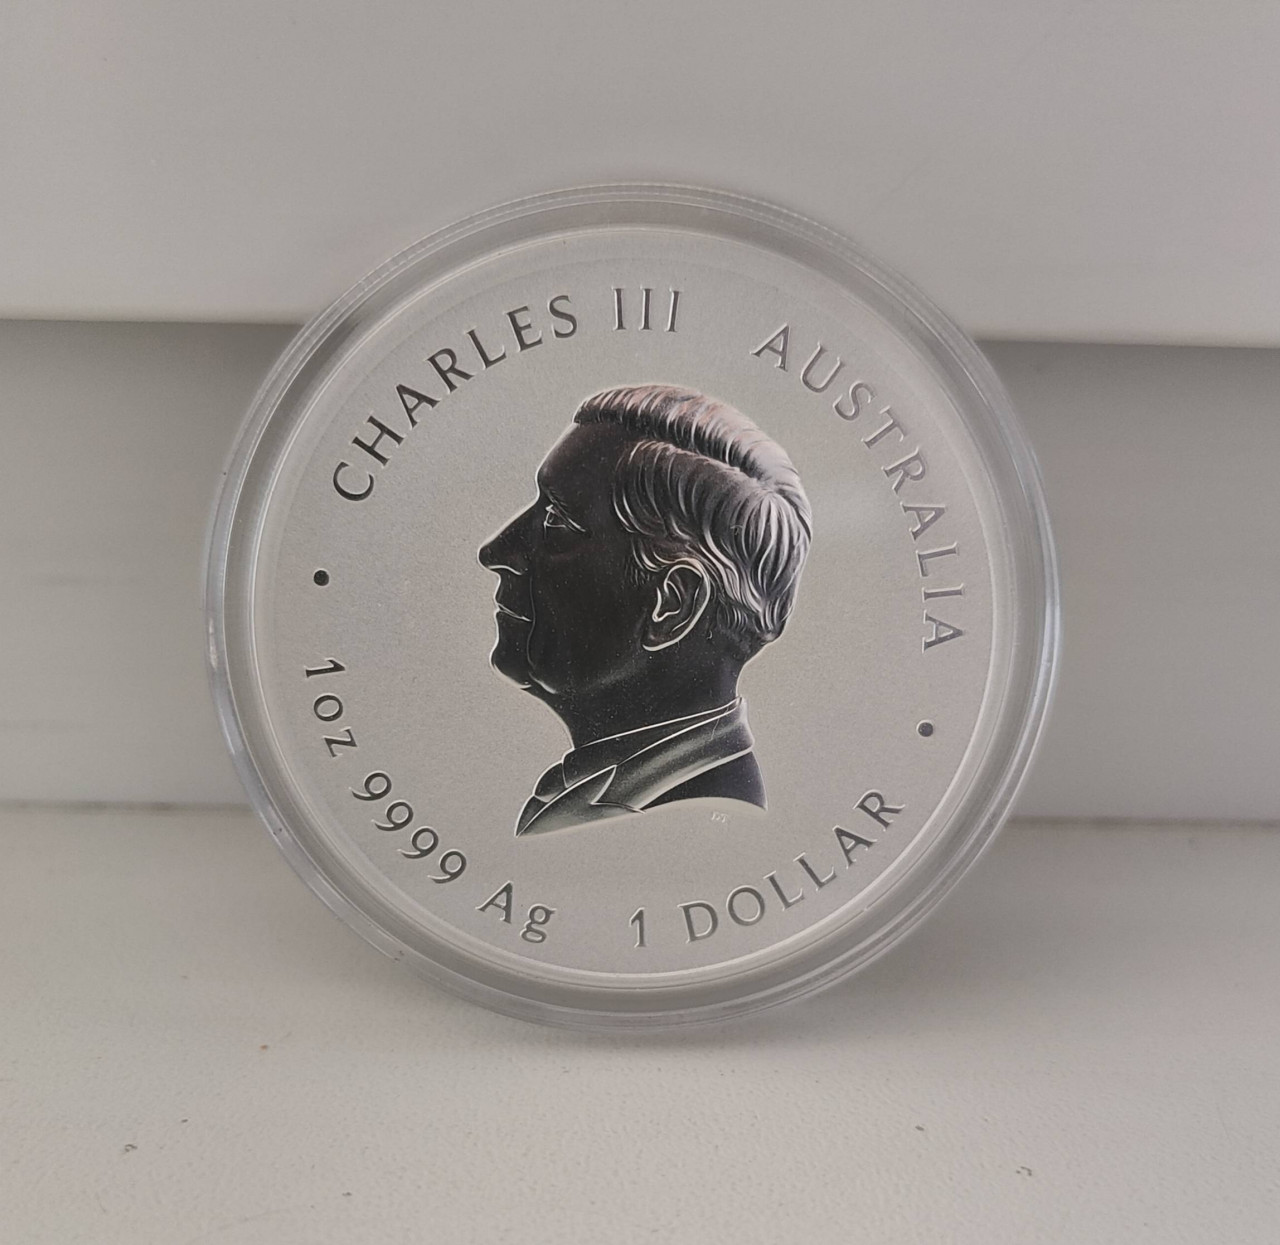 CHARLES III AUSTRALIA
1oz 9999 Ag 1 DOLLAR